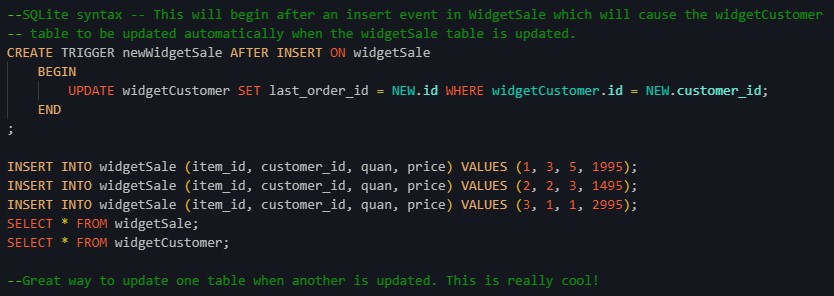 --SQLite syntax -- This will begin after an insert event in WidgetSale which will cause the widgetCustomer
-- table to be updated automatically when the widgetSale table is updated.
CREATE TRIGGER newWidgetSale AFTER INSERT ON widgetSale
BEGIN
UPDATE widgetCustomer SET last_order_id = NEW.id WHERE widgetCustomer.id = NEW.customer_id;
END
;
INSERT INTO widgetSale (item_id, customer_id, quan, price) VALUES (1, 3, 5, 1995);
INSERT INTO widgetSale (item_id, customer_id, quan, price) VALUES (2, 2, 3, 1495);
INSERT INTO widgetSale (item_id, customer_id, quan, price) VALUES (3, 1, 1, 2995);
SELECT * FROM widgetSale;
SELECT * FROM widgetCustomer;
--Great way to update one table when another is updated. This is really cool!